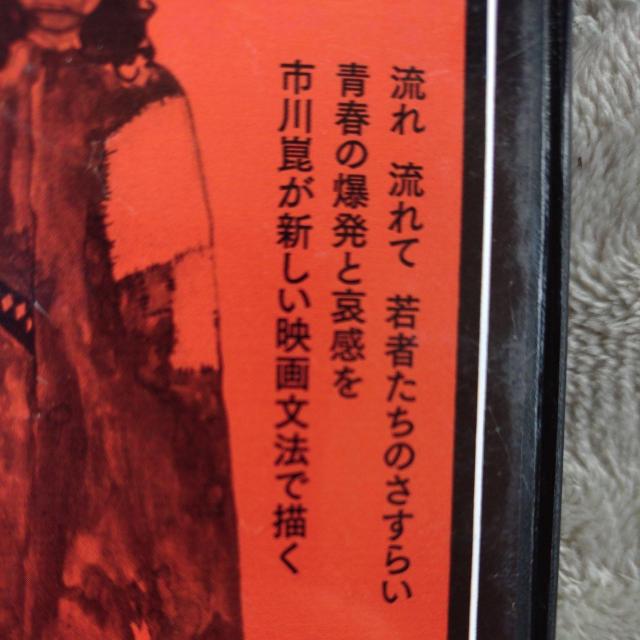 流れ 流れて 若者たちのさすらい
青春の爆発と哀感を
市川崑が新しい映画文法で描く